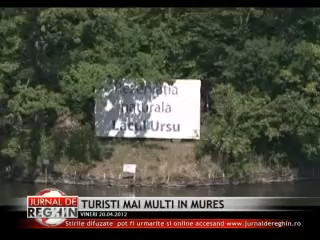 Rezervatia
naturala
Lacul Ursu
JURNAL DE
REGHIN
TURISTI MAI MULTI IN MURES
VINERI 20.04.2012
Stirile difuzate pot fi urmarite si online accesand www.jurnaldereghin.ro